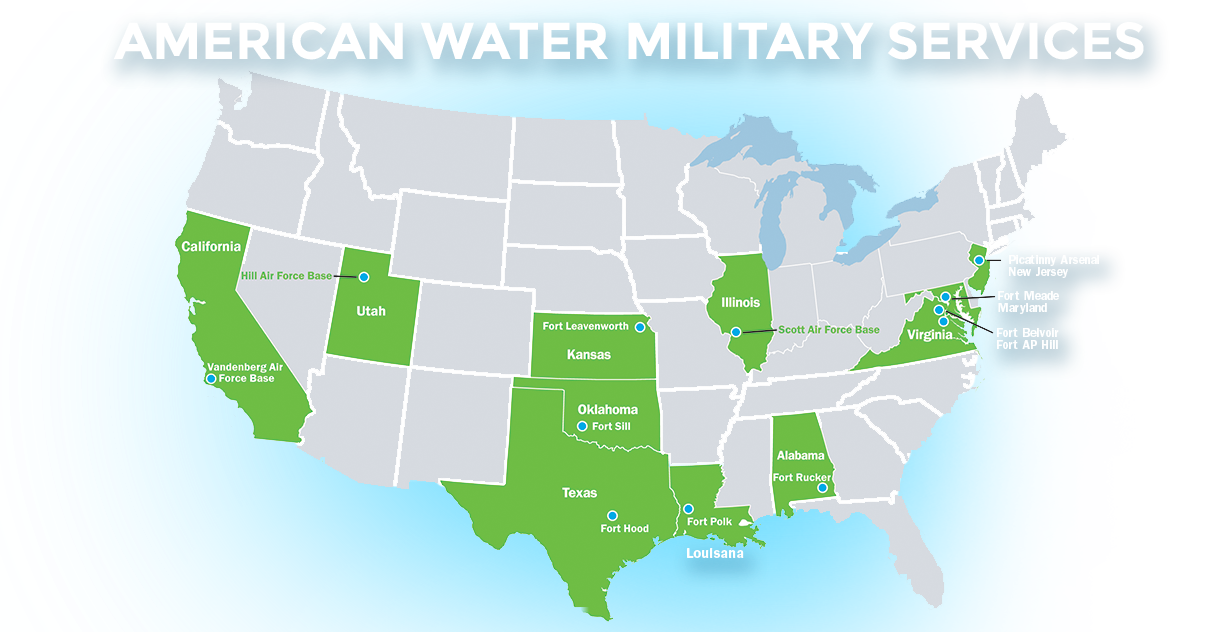 AMERICAN WATER MILITARY SERVICES
California
Hill Air Force Base
Utah
Vandenberg Air
Force Base
Fort Leavenworth
Kansas
Oklahoma
Fort Sill
Texas
Fort Hood
Fort Polk
Louisana
Illinois
Scott Air Force Base
Alabama
Fort Rucker
Picatinny Arsenal
New Jersey
Fort Meade
Maryland
Virginia
Fort Belvoir
Fort AP Hill